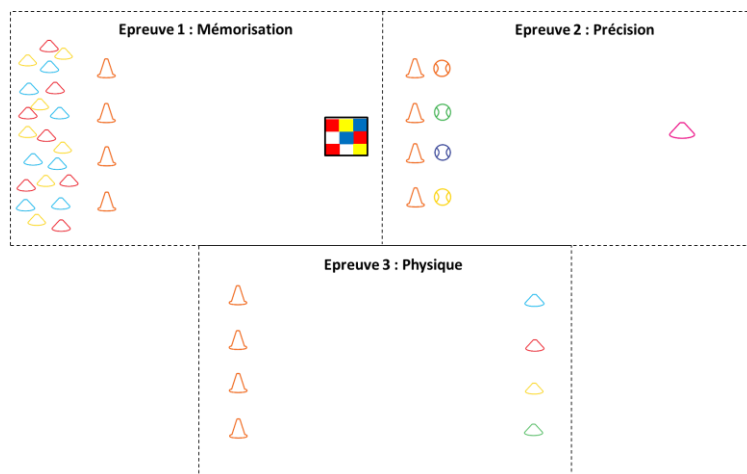 Epreuve 1 : Mémorisation
Epreuve 2 : Précision
Epreuve 3 : Physique